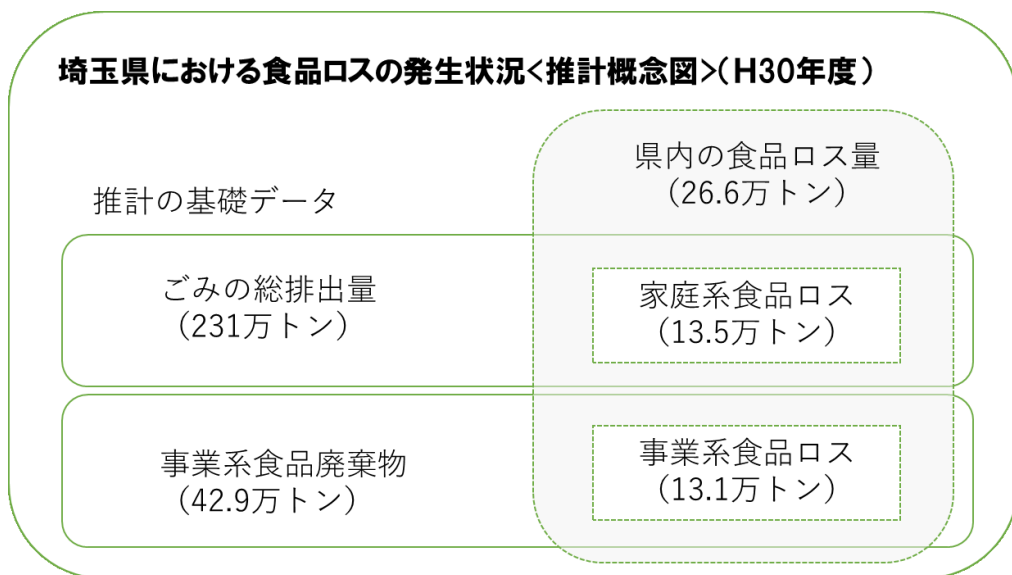 埼玉県における食品ロスの発生状況<推計概念図>(H30年度)
県内の食品ロス量
(26.6万トン)
推計の基礎データ
ごみの総排出量
(231万トン)
家庭系食品ロス
(13.5万トン)
事業系食品廃棄物
(42.9万トン)
事業系食品ロス
(13.1万トン)